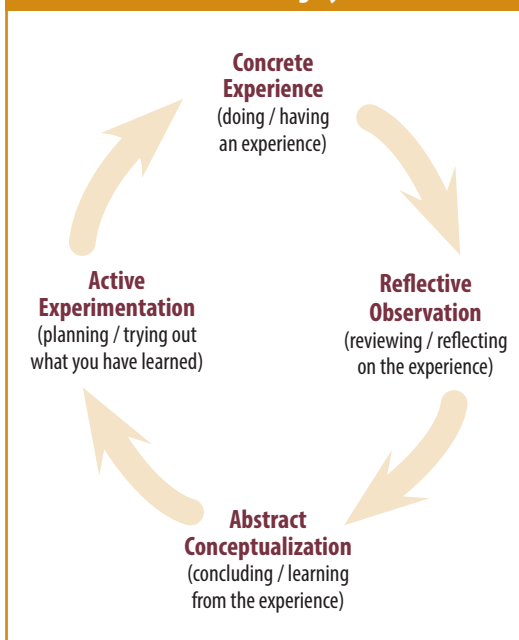 Concrete
Experience
(doing / having
an experience)
Reflective
Observation
(reviewing / reflecting
on the experience)
Abstract
Conceptualization
(concluding / learning
from the experience)
Active
Experimentation
(planning / trying out
what you have learned)